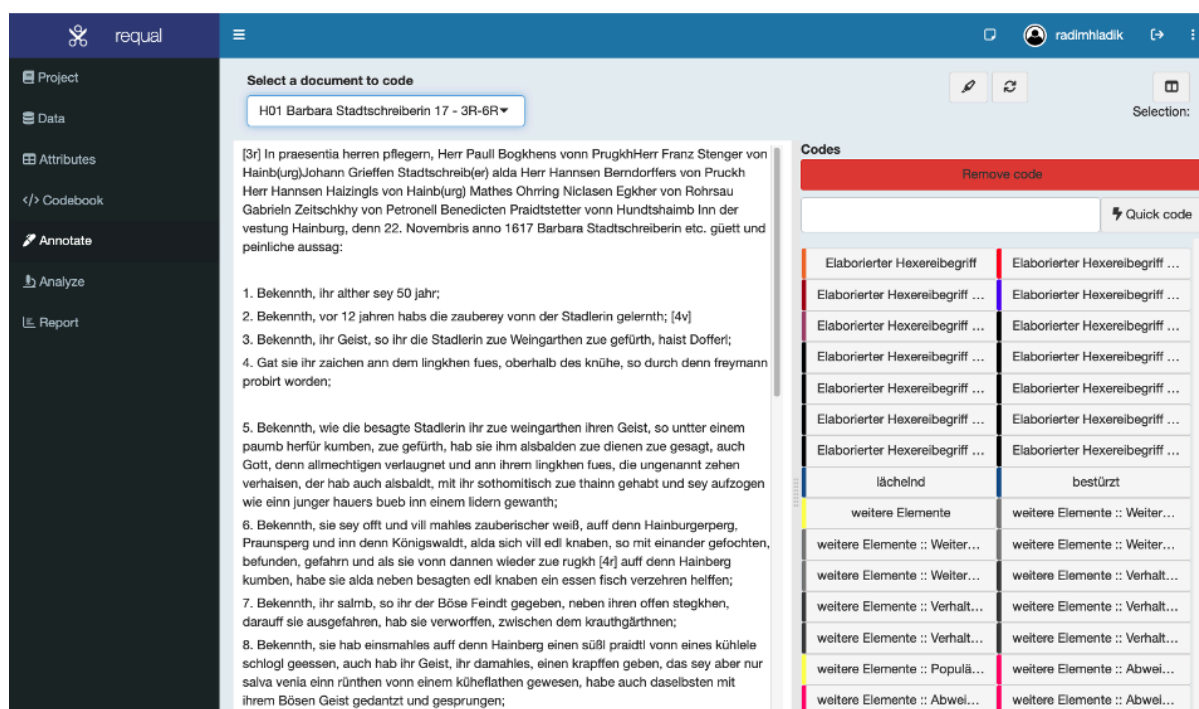 requal
radimhladik
Project
Data
Attributes
Codebook
Annotate
Analyze
Report
Select a document to code
H01 Barbara Stadtschreiberin 17 - 3R-6R
Selection:
[3r] In praesentia herren pflegern, Herr Paull Bogkhens vonn PrugkhHerr Franz Stenger von
Hainb(urg)Johann Grieffen Stadtschreib(er) alda Herr Hannsen Berndorffers von Pruckh
Herr Hannsen Haizingls von Hainb(urg) Mathes Ohrring Niclasen Egkher von Rohrsau
Gabrieln Zeitschkhy von Petronell Benedicten Praidtstetter vonn Hundtshaimb Inn der
vestung Hainburg, denn 22. Novembris anno 1617 Barbara Stadtschreiberin etc. güett und
peinliche aussag:
1. Bekennth, ihr alther sey 50 jahr;
2. Bekennth, vor 12 jahren habs die zauberey vonn der Stadlerin gelernth; [4v]
3. Bekennth, ihr Geist, so ihr die Stadlerin zue Weingarthen zue gefürth, haist Dofferl;
4. Gat sie ihr zaichen ann dem lingkhen fues, oberhalb des knühe, so durch denn freymann
probirt worden;
5. Bekennth, wie die besagte Stadlerin ihr zue weingarthen ihren Geist, so untter einem
paumb herfür kumben, zue gefürth, hab sie ihm alsbalden zue dienen zue gesagt, auch
Gott, denn allmechtigen verlaugnet und ann ihrem lingkhen fues, die ungenannt zehen
verhaisen, der hab auch alsbaldt, mit ihr sothomitisch zue thainn gehabt und sey aufzogen
wie einn junger hauers bueb inn einem lidern gewanth;
6. Bekennth, sie sey offt und vill mahles zauberischer weiß, auff denn Hainburgerperg,
Praunsperg und inn denn Königswaldt, alda sich vill edl knaben, so mit einander gefochten,
befunden, gefahrn und als sie vonn dannen wieder zue rugkh [4r] auff denn Hainberg
kumben, habe sie alda neben besagten edl knaben ein essen fisch verzehren helffen;
7. Bekennth, ihr salmb, so ihr der Böse Feindt gegeben, neben ihren offen stegkhen,
darauff sie ausgefahren, hab sie verworffen, zwischen dem krauthgärthnen;
8. Bekennth, sie hab einsmahles auff denn Hainberg einen süßl praidtl vonn eines kühlele
schlogl geessen, auch hab ihr Geist, ihr damahles, einen krapffen geben, das sey aber nur
salva venia einn rünthen vonn einem küheflathen gewesen, habe auch daselbsten mit
ihrem Bösen Geist gedantzt und gesprungen;
Codes
Remove code
Quick code
Elaborierter Hexereibegriff
Elaborierter Hexereibegriff ...
Elaborierter Hexereibegriff ...
Elaborierter Hexereibegriff ...
Elaborierter Hexereibegriff ...
Elaborierter Hexereibegriff ...
Elaborierter Hexereibegriff ...
Elaborierter Hexereibegriff ...
Elaborierter Hexereibegriff ...
Elaborierter Hexereibegriff ...
Elaborierter Hexereibegriff ...
Elaborierter Hexereibegriff ...
Elaborierter Hexereibegriff ...
Elaborierter Hexereibegriff ...
lächelnd
bestürzt
weitere Elemente
weitere Elemente :: Weiter...
weitere Elemente :: Weiter...
weitere Elemente :: Weiter...
weitere Elemente :: Weiter...
weitere Elemente :: Verhalt...
weitere Elemente :: Verhalt...
weitere Elemente :: Verhalt...
weitere Elemente :: Verhalt...
weitere Elemente :: Verhalt...
weitere Elemente :: Populä...
weitere Elemente :: Abwei...
weitere Elemente :: Abwei...
weitere Elemente :: Abwei...